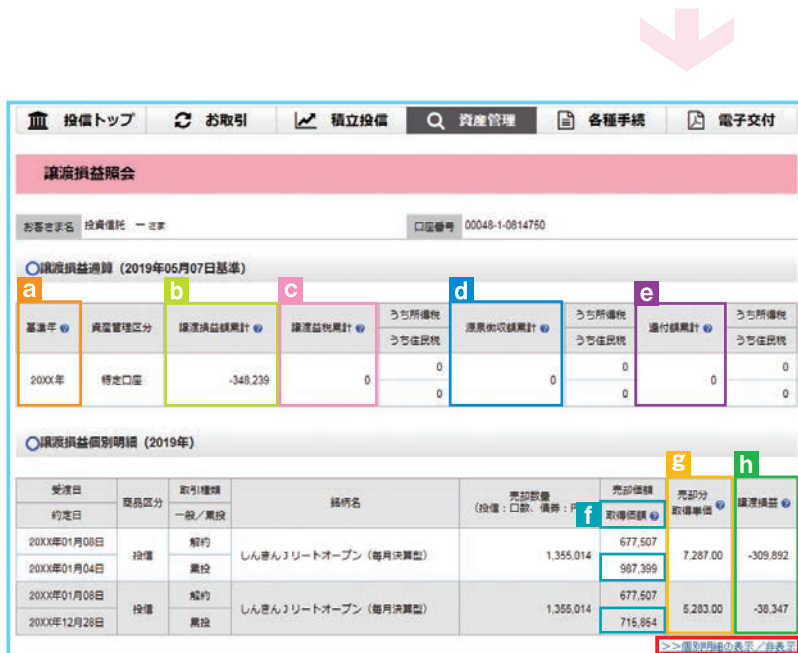 投信トップ お取引 積立投信 資産管理 各種手続 電子交付
譲渡損益照会
お客さま名 投資信託 一 さま 口座番号 00048-1-0814750
譲渡損益通算（2019年05月07日基準）
a b c d e
基準年 資産管理区分 譲渡損益額累計 譲渡益税累計 うち所得税 うち住民税 源泉徴収額累計 うち所得税 うち住民税 還付額累計 うち所得税 うち住民税
20XX年 特定口座 -348,239 0 0 0 0 0 0 0 0 0
譲渡損益個別明細（2019年）
g h
受渡日 商品区分 取引種類 銘柄名 売却数量 売却価額 売却分 譲渡損益
約定日 一般／累投 (投信：口数、債券： f 取得価額 取得単価
20XX年01月08日 投信 解約 しんきんJリートオープン（毎月決算型） 1,355,014 677,507 7,287.00 -309,892
20XX年01月04日 累投 987,399
20XX年01月08日 投信 解約 しんきんJリートオープン（毎月決算型） 1,355,014 677,507 5,283.00 -38,347
20XX年12月28日 累投 715,854
>>個別明細の表示／非表示